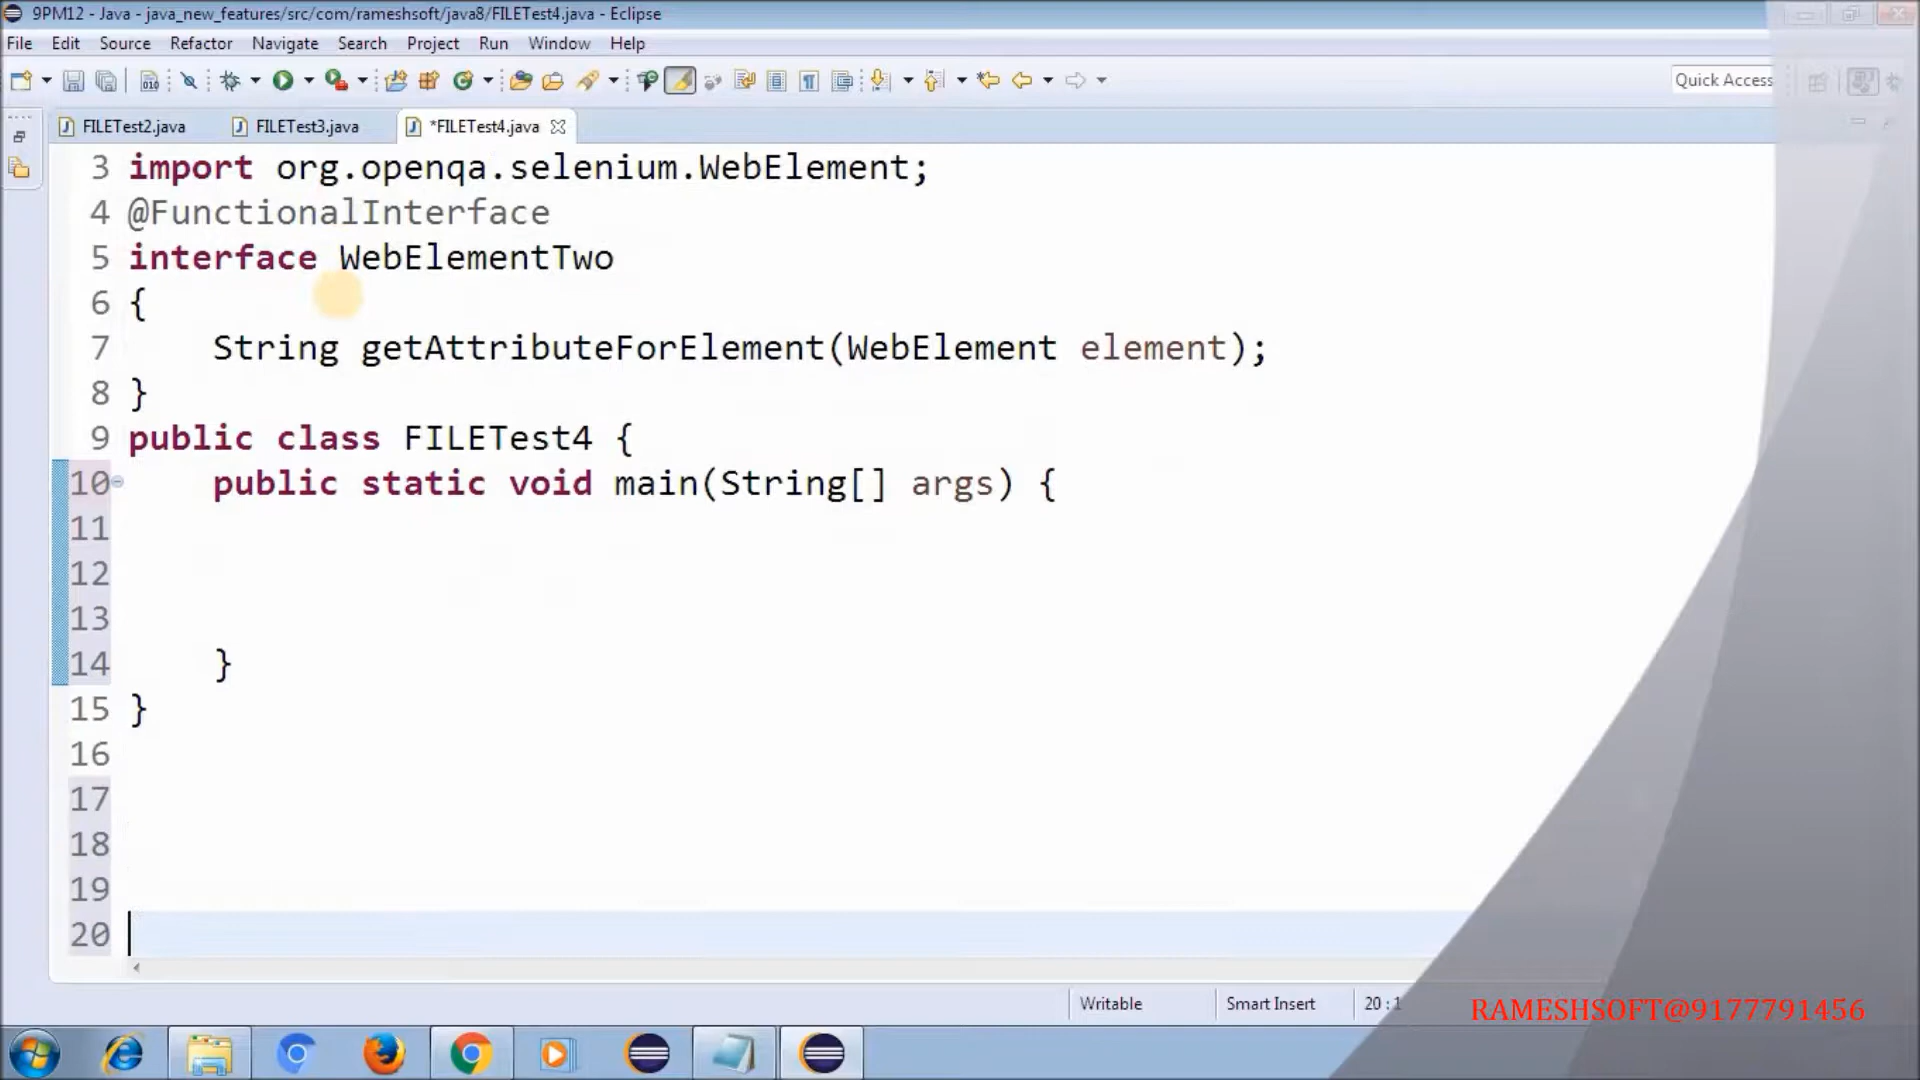 9PM12 - Java - java_new_features/src/com/rameshsoft/java8/FILETest4.java - Eclipse
File Edit Source Refactor Navigate Search Project Run Window Help
Quick Access
FILETest2.java FILETest3.java *FILETest4.java
3 import org.openqa.selenium.WebElement;
4 @FunctionalInterface
5 interface WebElementTwo
6 {
7 String getAttributeForElement(WebElement element);
8 }
9 public class FILETest4 {
10 public static void main(String[] args) {
11
12
13
14 }
15 }
16
17
18
19
20
Writable Smart Insert 20 : 1
RAMESHSOFT@9177791456